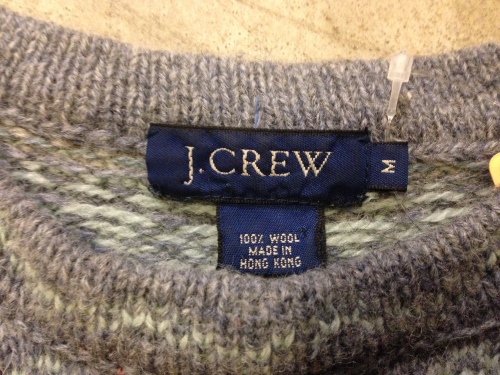 J.CREW
M
100% WOOL
MADE IN
HONG KONG